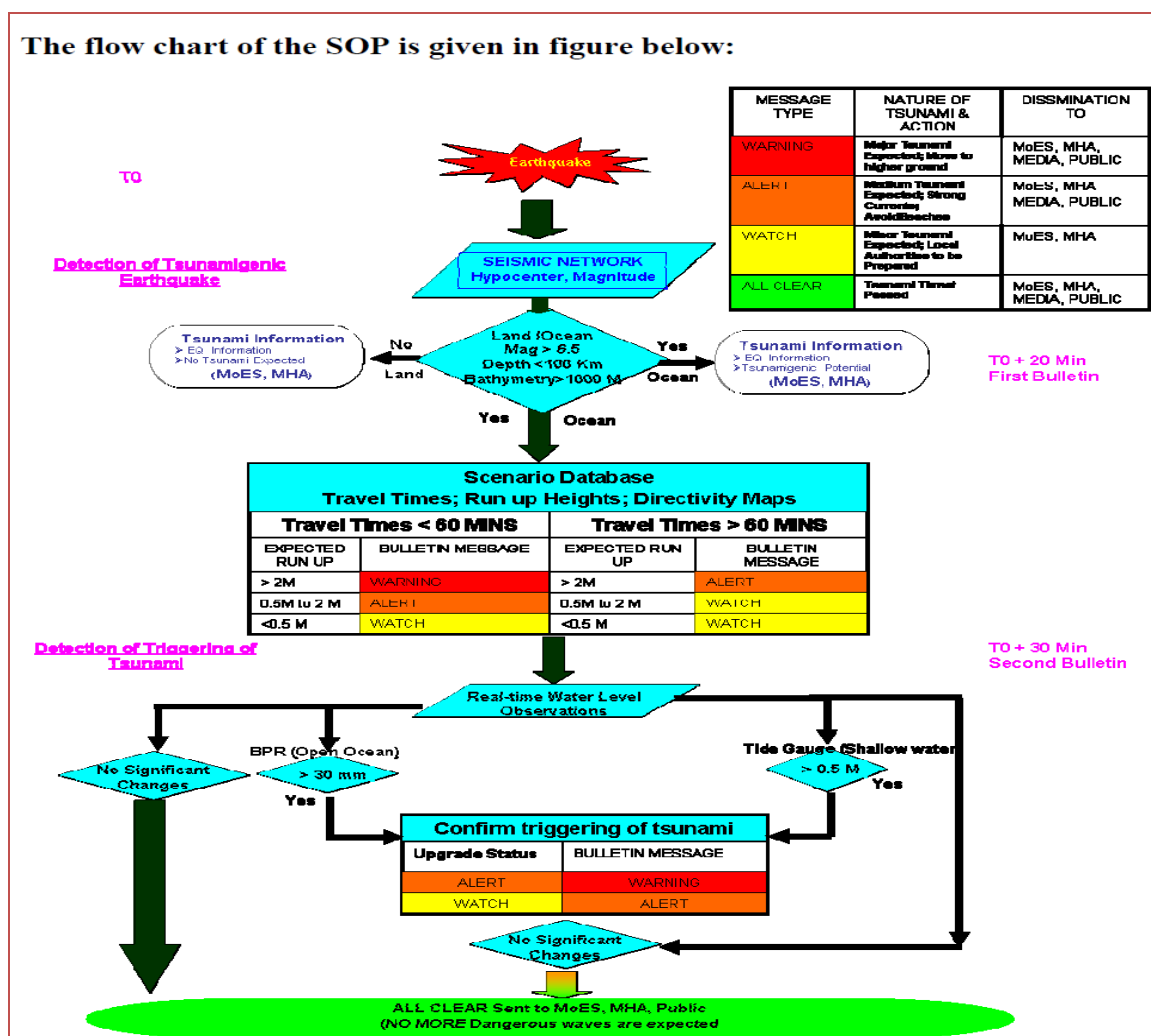 The flow chart of the SOP is given in figure below:
MESSAGE TYPE
NATURE OF TSUNAMI & ACTION
DISSMINATION TO
WARNING
Major Tsunami Expected; Move to higher ground
MoES, MHA, MEDIA, PUBLIC
ALERT
Medium Tsunami Expected; Strong Currents; AvoidBeaches
MoES, MHA MEDIA, PUBLIC
WATCH
Minor Tsunami Expected; Local Authorities to be Prepared
MoES, MHA
ALL CLEAR
Tsunami Threat Passed
MoES, MHA, MEDIA, PUBLIC
T0
Earthquake
Detection of Tsunamigenic
Earthquake
SEISMIC NETWORK
Hypocenter, Magnitude
Tsunami Information
EQ Information
No Tsunami Expected
(MoES, MHA)
No
Land
Land /Ocean
Mag > 6.5
Depth <100 Km
Bathymetry>1000 M
Yes
Ocean
Tsunami Information
EQ Information
Tsunamigenic Potential
(MoES, MHA)
T0 + 20 Min
First Bulletin
Yes
Ocean
Scenario Database
Travel Times; Run up Heights; Directivity Maps
Travel Times < 60 MINS
Travel Times > 60 MINS
EXPECTED RUN UP
BULLETIN MESSAGE
EXPECTED RUN UP
BULLETIN MESSAGE
> 2M
WARNING
> 2M
ALERT
0.5M to 2 M
ALERT
0.5M to 2 M
WATCH
<0.5 M
WATCH
<0.5 M
WATCH
Detection of Triggering of
Tsunami
T0 + 30 Min
Second Bulletin
Real-time Water Level
Observations
No Significant
Changes
BPR (Open Ocean)
> 30 mm
Yes
Tide Gauge (Shallow water
> 0.5 M
Yes
Confirm triggering of tsunami
Upgrade Status
BULLETIN MESSAGE
ALERT
WARNING
WATCH
ALERT
No Significant
Changes
ALL CLEAR Sent to MoES, MHA, Public
(NO MORE Dangerous waves are expected